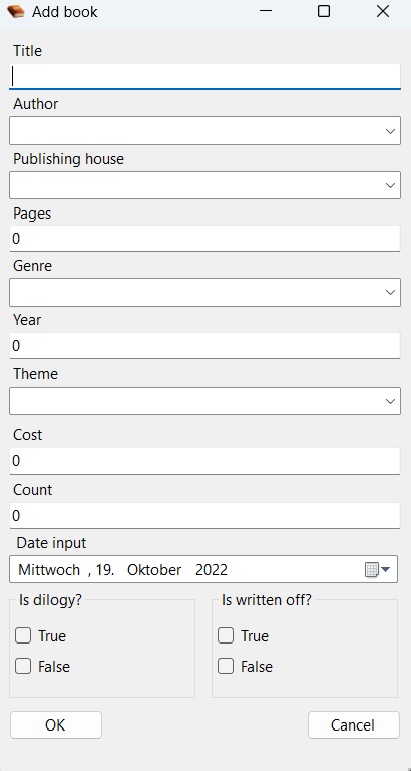 Add book
Title
Author
Publishing house
Pages
0
Genre
Year
0
Theme
Cost
0
Count
0
Date input
Mittwoch , 19. Oktober 2022
Is dilogy? Is written off?
True True
False False
OK Cancel